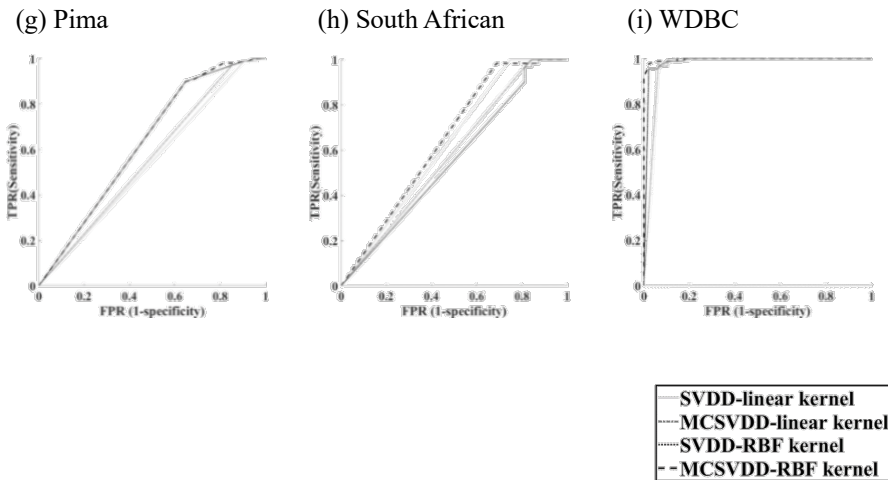 (g) Pima (h) South African (i) WDBC
1 1 1
0.8 0.8 0.8
0.6 0.6 0.6
0.4 0.4 0.4
0.2 0.2 0.2
0 0 0
TPR(Sensitivity) TPR(Sensitivity) TPR(Sensitivity)
0 0.2 0.4 0.6 0.8 1 0 0.2 0.4 0.6 0.8 1 0 0.2 0.4 0.6 0.8 1
FPR (1-specificity) FPR (1-specificity) FPR (1-specificity)
SVDD-linear kernel
MCSVDD-linear kernel
SVDD-RBF kernel
MCSVDD-RBF kernel